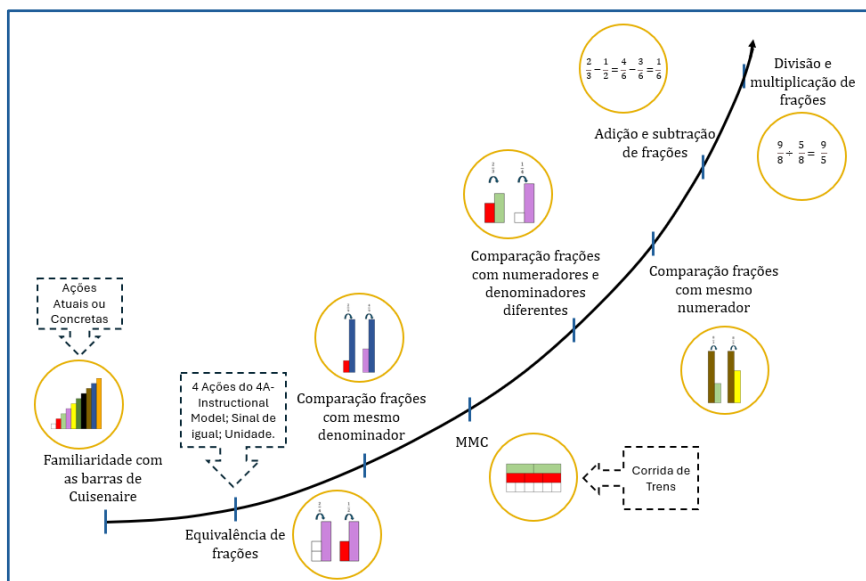 Ações
Atuais ou
Concretas
Familiaridade com
as barras de
Cuisenaire
4 Ações do 4A-
Instructional
Model; Sinal de
igual; Unidade.
Equivalência de
frações
Comparação frações
com mesmo
denominador
MMC
Corrida de
Trens
Comparação frações
com numeradores e
denominadores
diferentes
Comparação frações
com mesmo
numerador
2/3 − 1/2 = 4/6 − 3/6 = 1/6
Adição e subtração
de frações
Divisão e
multiplicação de
frações
9/8 ÷ 5/8 = 9/5